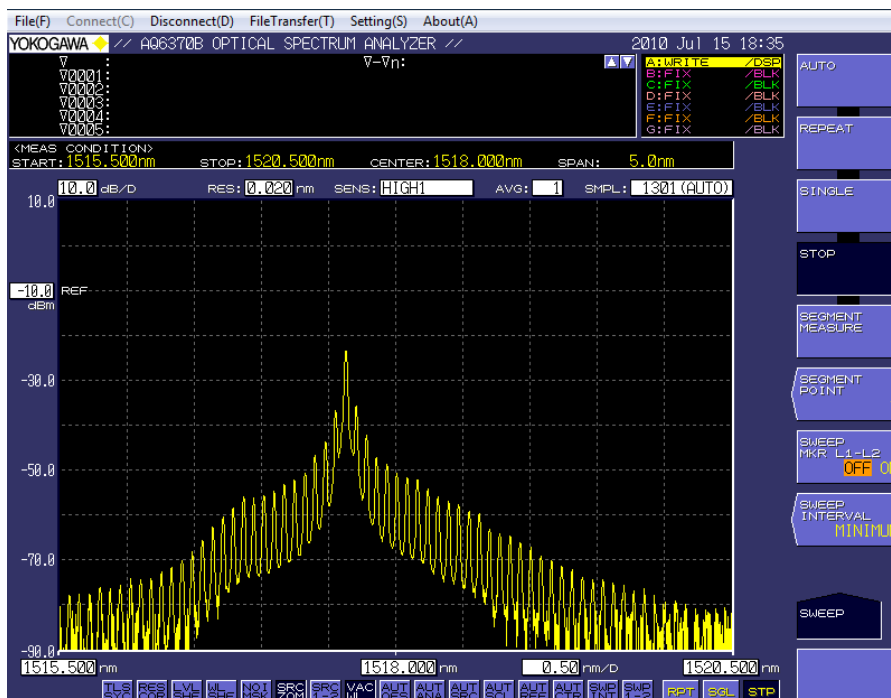 File(F) Connect(C) Disconnect(D) FileTransfer(T) Setting(S) About(A)
YOKOGAWA // AQ6370B OPTICAL SPECTRUM ANALYZER // 2010 Jul 15 18:35
∇ : ∇-∇n:
∇0001:
∇0002:
∇0003:
∇0004:
∇0005:
A:WRITE /DSP
B:FIX /BLK
C:FIX /BLK
D:FIX /BLK
E:FIX /BLK
F:FIX /BLK
G:FIX /BLK
<MEAS CONDITION>
START:1515.500nm STOP:1520.500nm CENTER:1518.000nm SPAN: 5.0nm
10.0 dB/D RES:0.020 nm SENS:HIGH1 AVG: 1 SMPL: 1301(AUTO)
10.0
-10.0 REF
dBm
-30.0
-50.0
-70.0
-90.0
1515.500 nm 1518.000 nm 0.50 nm/D 1520.500 nm
RPT SGL STP
AUTO
REPEAT
SINGLE
STOP
SEGMENT
MEASURE
SEGMENT
POINT
SWEEP
MKR L1-L2
OFF
SWEEP
INTERVAL
MINIMU
SWEEP